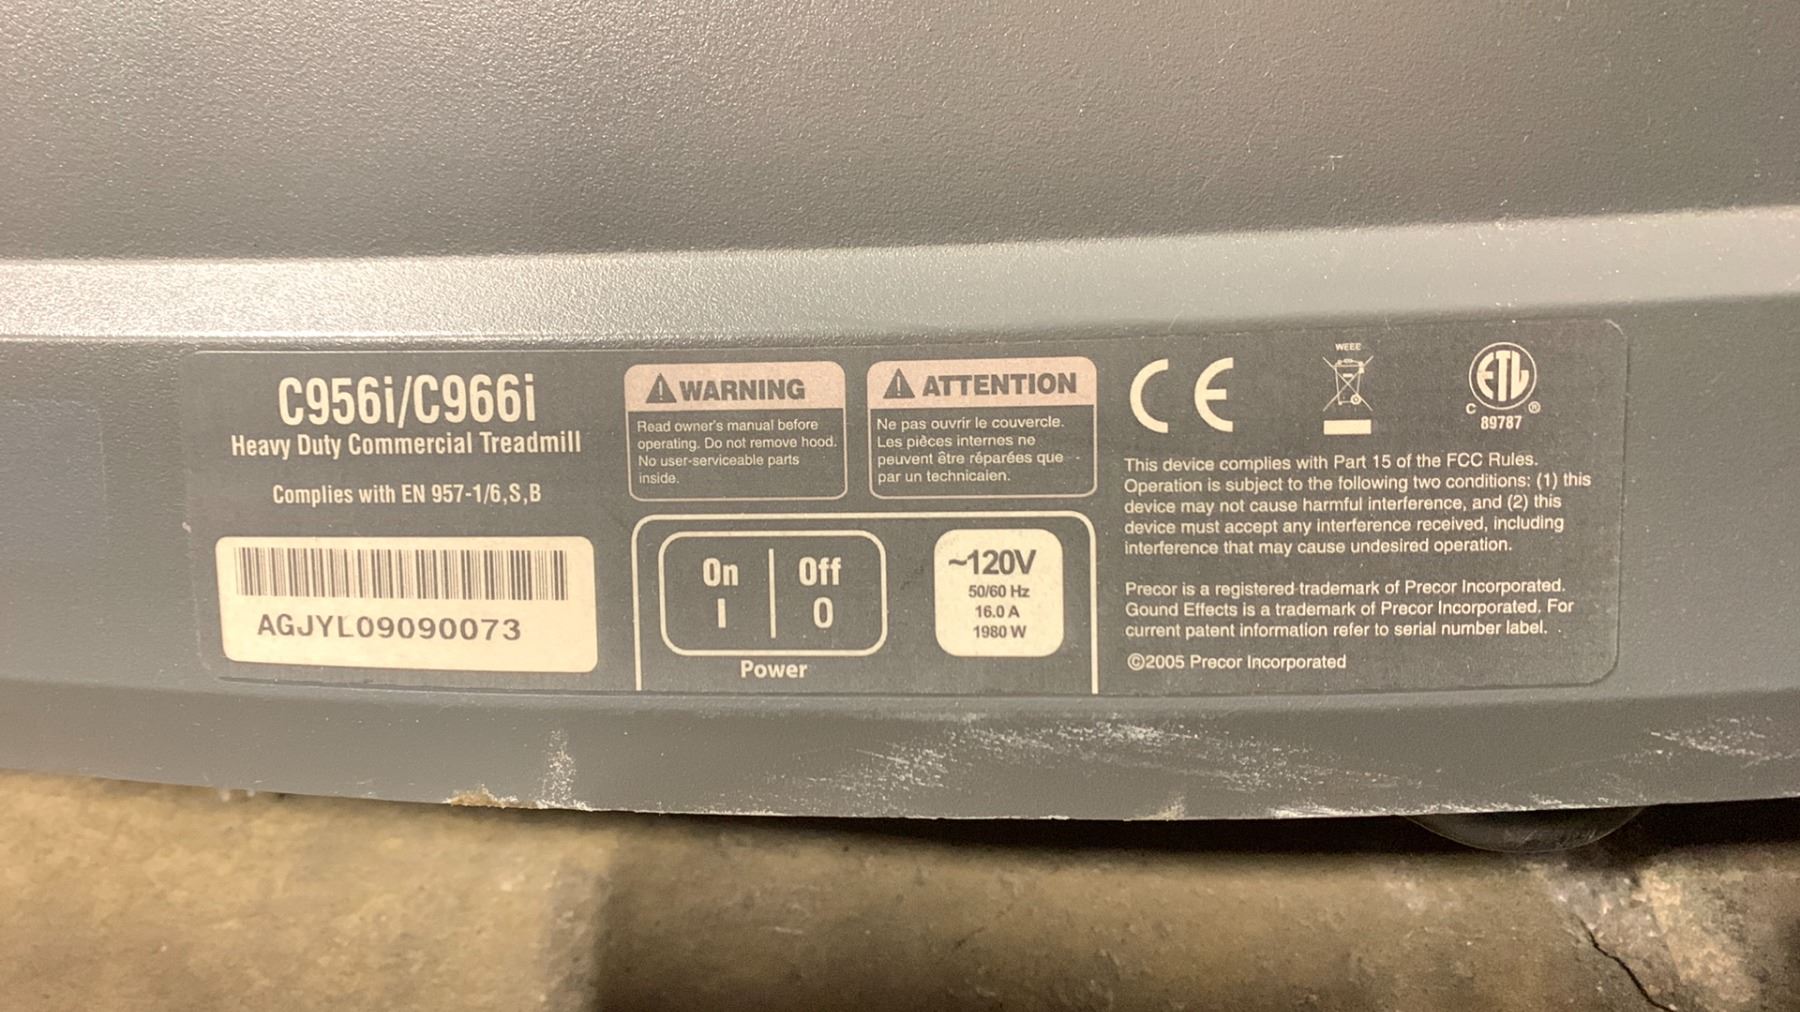 C956i/C966i
Heavy Duty Commercial Treadmill
Complies with EN 957-1/6,S,B
AGJYL09090073
WARNING
Read owner's manual before
operating. Do not remove hood.
No user-serviceable parts
inside.
ATTENTION
Ne pas ouvrir le couvercle.
Les pièces internes ne
peuvent être réparées que
par un technicaien.
On Off
I 0
Power
~120V
50/60 Hz
16.0 A
1980 W
CE
WEEE
ETL
C ®
89787
This device complies with Part 15 of the FCC Rules.
Operation is subject to the following two conditions: (1) this
device may not cause harmful interference, and (2) this
device must accept any interference received, including
interference that may cause undesired operation.
Precor is a registered trademark of Precor Incorporated.
Gound Effects is a trademark of Precor Incorporated. For
current patent information refer to serial number label.
©2005 Precor Incorporated